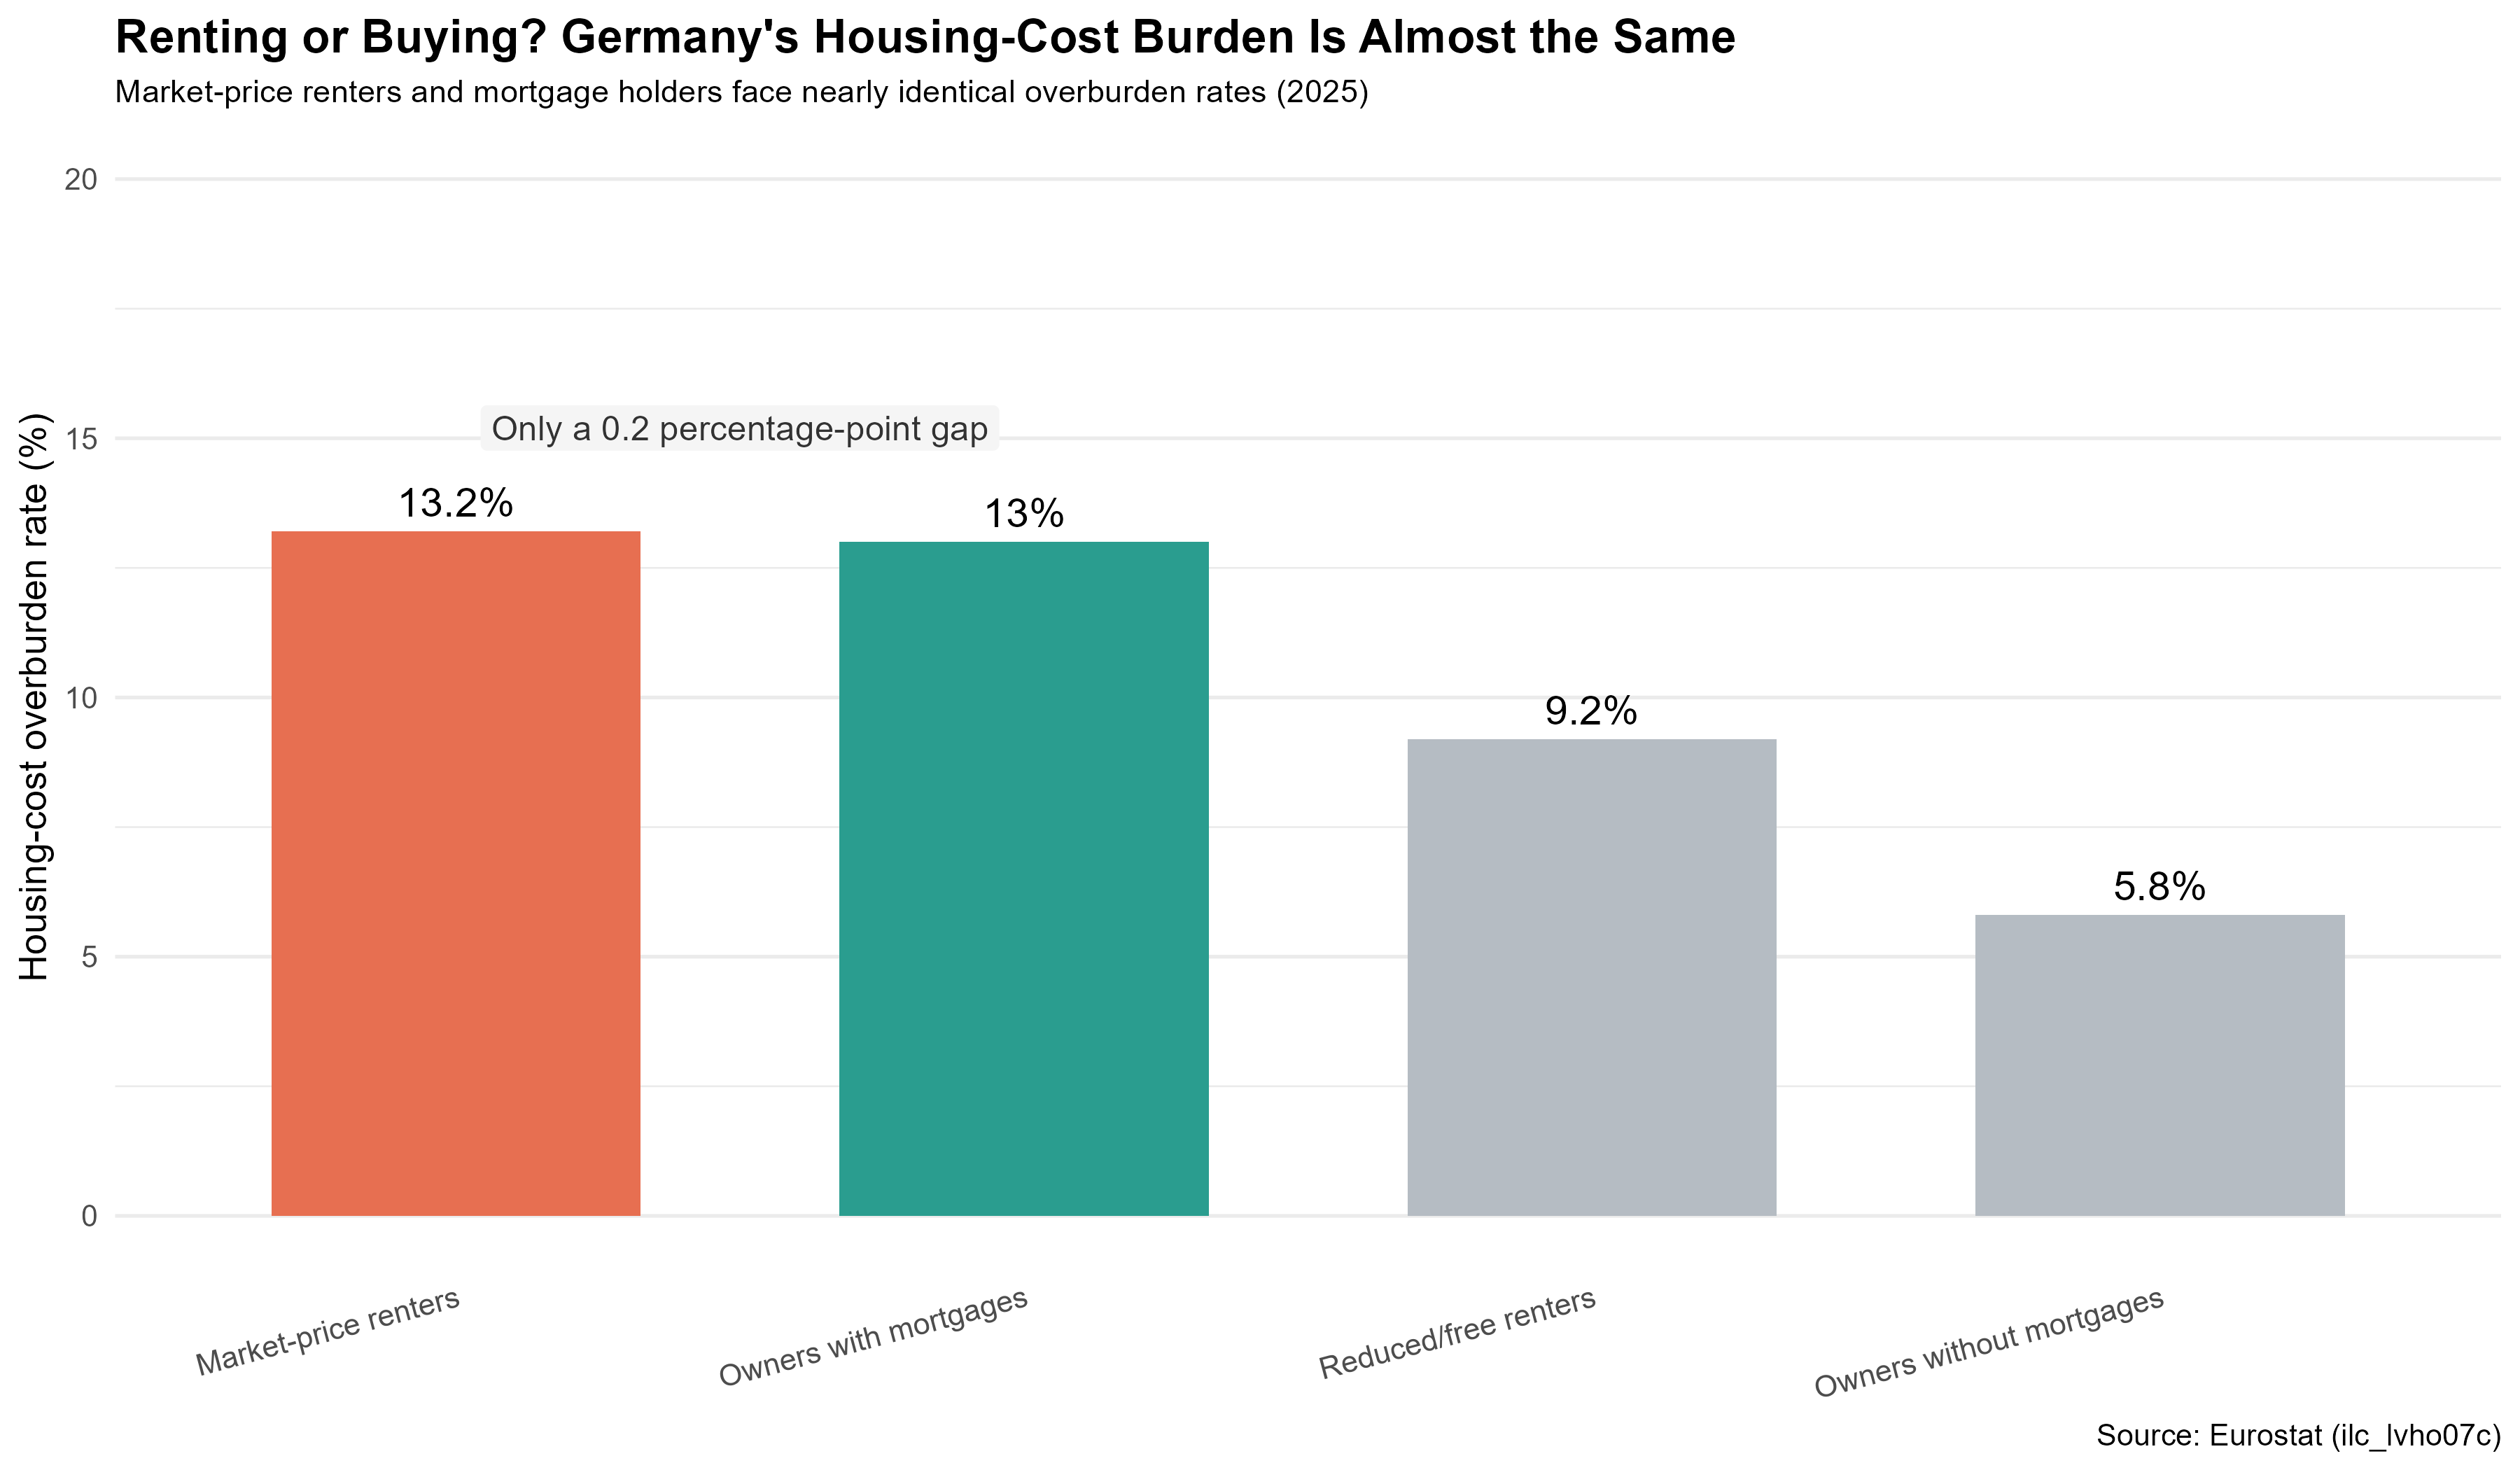 Renting or Buying? Germany's Housing-Cost Burden Is Almost the Same
Market-price renters and mortgage holders face nearly identical overburden rates (2025)
Housing-cost overburden rate (%)
20
15
10
5
0
Only a 0.2 percentage-point gap
13.2%
13%
9.2%
5.8%
Market-price renters
Owners with mortgages
Reduced/free renters
Owners without mortgages
Source: Eurostat (ilc_lvho07c)